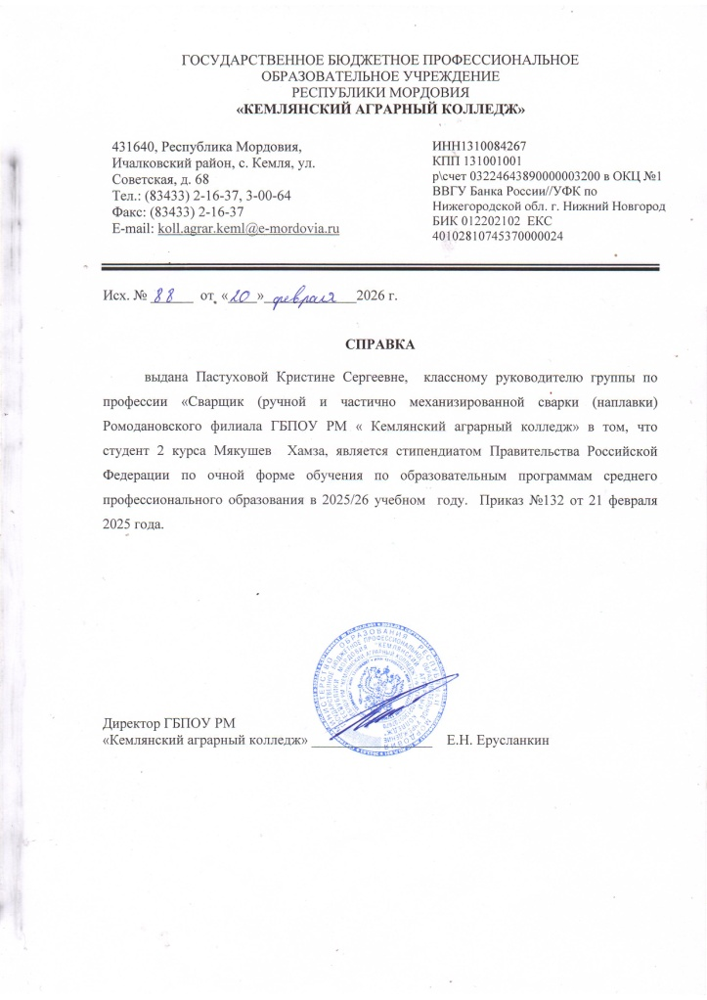 ГОСУДАРСТВЕННОЕ БЮДЖЕТНОЕ ПРОФЕССИОНАЛЬНОЕ
ОБРАЗОВАТЕЛЬНОЕ УЧРЕЖДЕНИЕ
РЕСПУБЛИКИ МОРДОВИЯ
«КЕМЛЯНСКИЙ АГРАРНЫЙ КОЛЛЕДЖ»
431640, Республика Мордовия,
Ичалковский район, с. Кемля, ул.
Советская, д. 68
Тел.: (83433) 2-16-37, 3-00-64
Факс: (83433) 2-16-37
E-mail: koll.agrar.keml@e-mordovia.ru
ИНН1310084267
КПП 131001001
р\счет 03224643890000003200 в ОКЦ №1
ВВГУ Банка России//УФК по
Нижегородской обл. г. Нижний Новгород
БИК 012202102 ЕКС
40102810745370000024
Исх. № 88 от «20» февраля 2026 г.
СПРАВКА
выдана Пастуховой Кристине Сергеевне, классному руководителю группы по
профессии «Сварщик (ручной и частично механизированной сварки (наплавки)
Ромодановского филиала ГБПОУ РМ « Кемлянский аграрный колледж» в том, что
студент 2 курса Мякушев Хамза, является стипендиатом Правительства Российской
Федерации по очной форме обучения по образовательным программам среднего
профессионального образования в 2025/26 учебном году. Приказ №132 от 21 февраля
2025 года.
Директор ГБПОУ РМ
«Кемлянский аграрный колледж» Е.Н. Ерусланкин